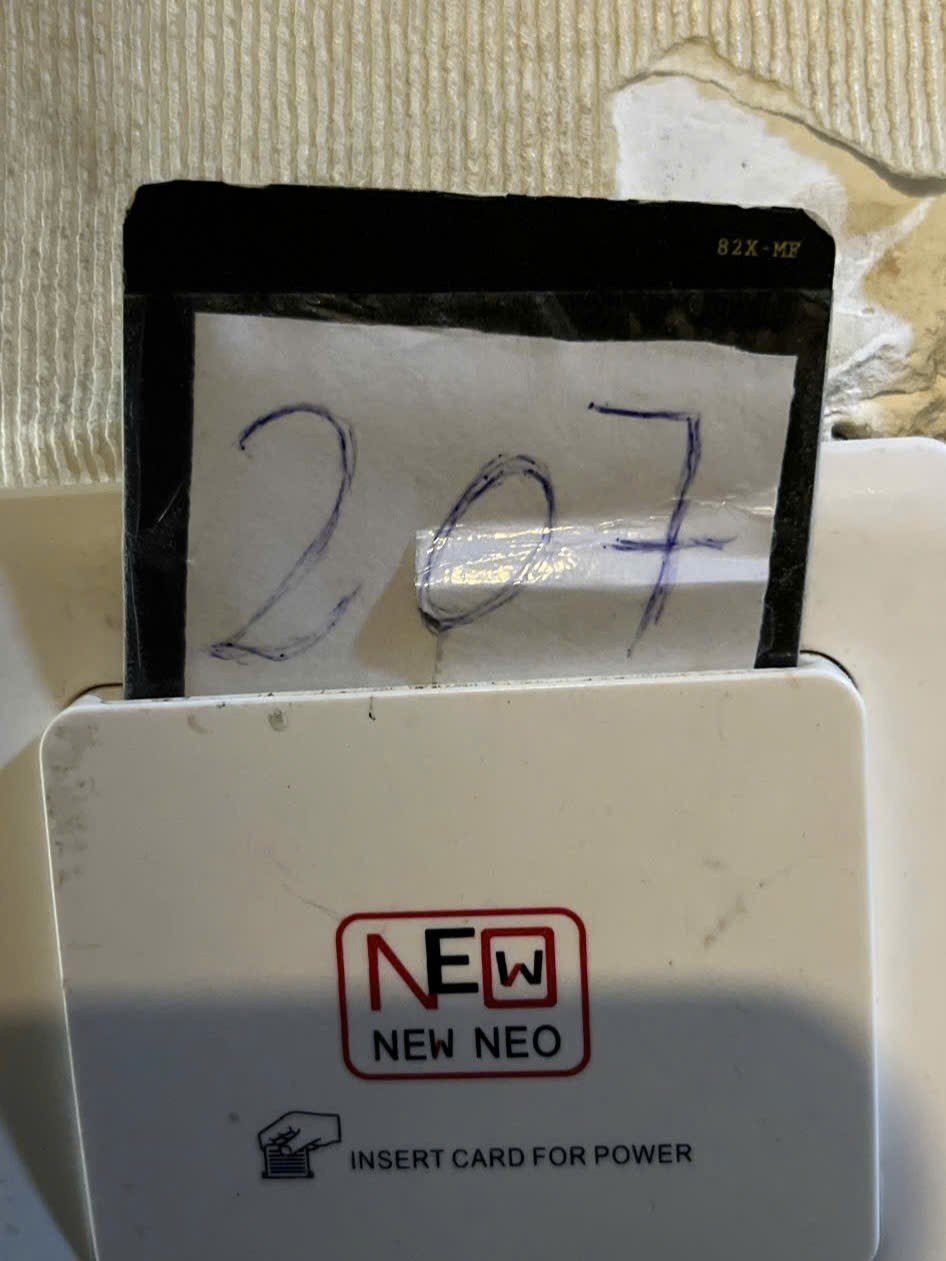 82X-MF
207
NEW
NEW NEO
INSERT CARD FOR POWER